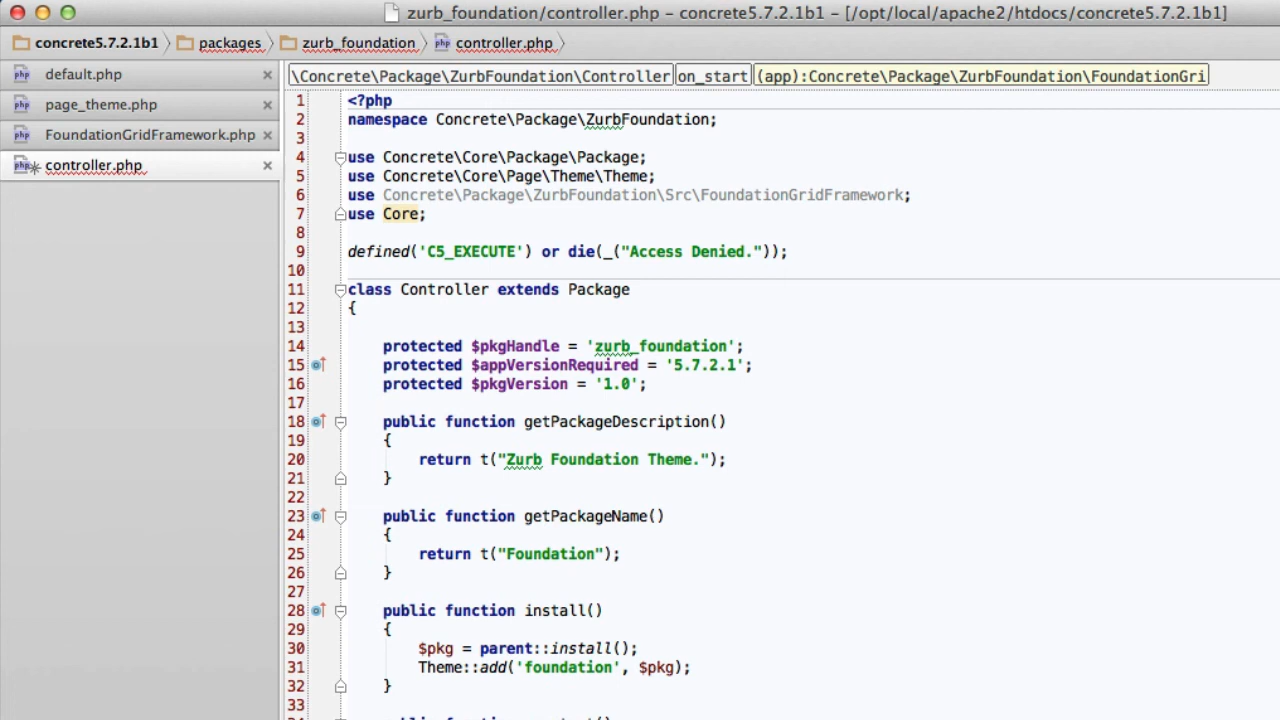 zurb_foundation/controller.php – concrete5.7.2.1b1 – [/opt/local/apache2/htdocs/concrete5.7.2.1b1]
concrete5.7.2.1b1 packages zurb_foundation controller.php
default.php
page_theme.php
FoundationGridFramework.php
controller.php
\Concrete\Package\ZurbFoundation\Controller on_start (app):Concrete\Package\ZurbFoundation\FoundationGri
1 <?php
2 namespace Concrete\Package\ZurbFoundation;
3
4 use Concrete\Core\Package\Package;
5 use Concrete\Core\Page\Theme\Theme;
6 use Concrete\Package\ZurbFoundation\Src\FoundationGridFramework;
7 use Core;
8
9 defined('C5_EXECUTE') or die(_("Access Denied."));
10
11 class Controller extends Package
12 {
13
14 protected $pkgHandle = 'zurb_foundation';
15 protected $appVersionRequired = '5.7.2.1';
16 protected $pkgVersion = '1.0';
17
18 public function getPackageDescription()
19 {
20 return t("Zurb Foundation Theme.");
21 }
22
23 public function getPackageName()
24 {
25 return t("Foundation");
26 }
27
28 public function install()
29 {
30 $pkg = parent::install();
31 Theme::add('foundation', $pkg);
32 }
33